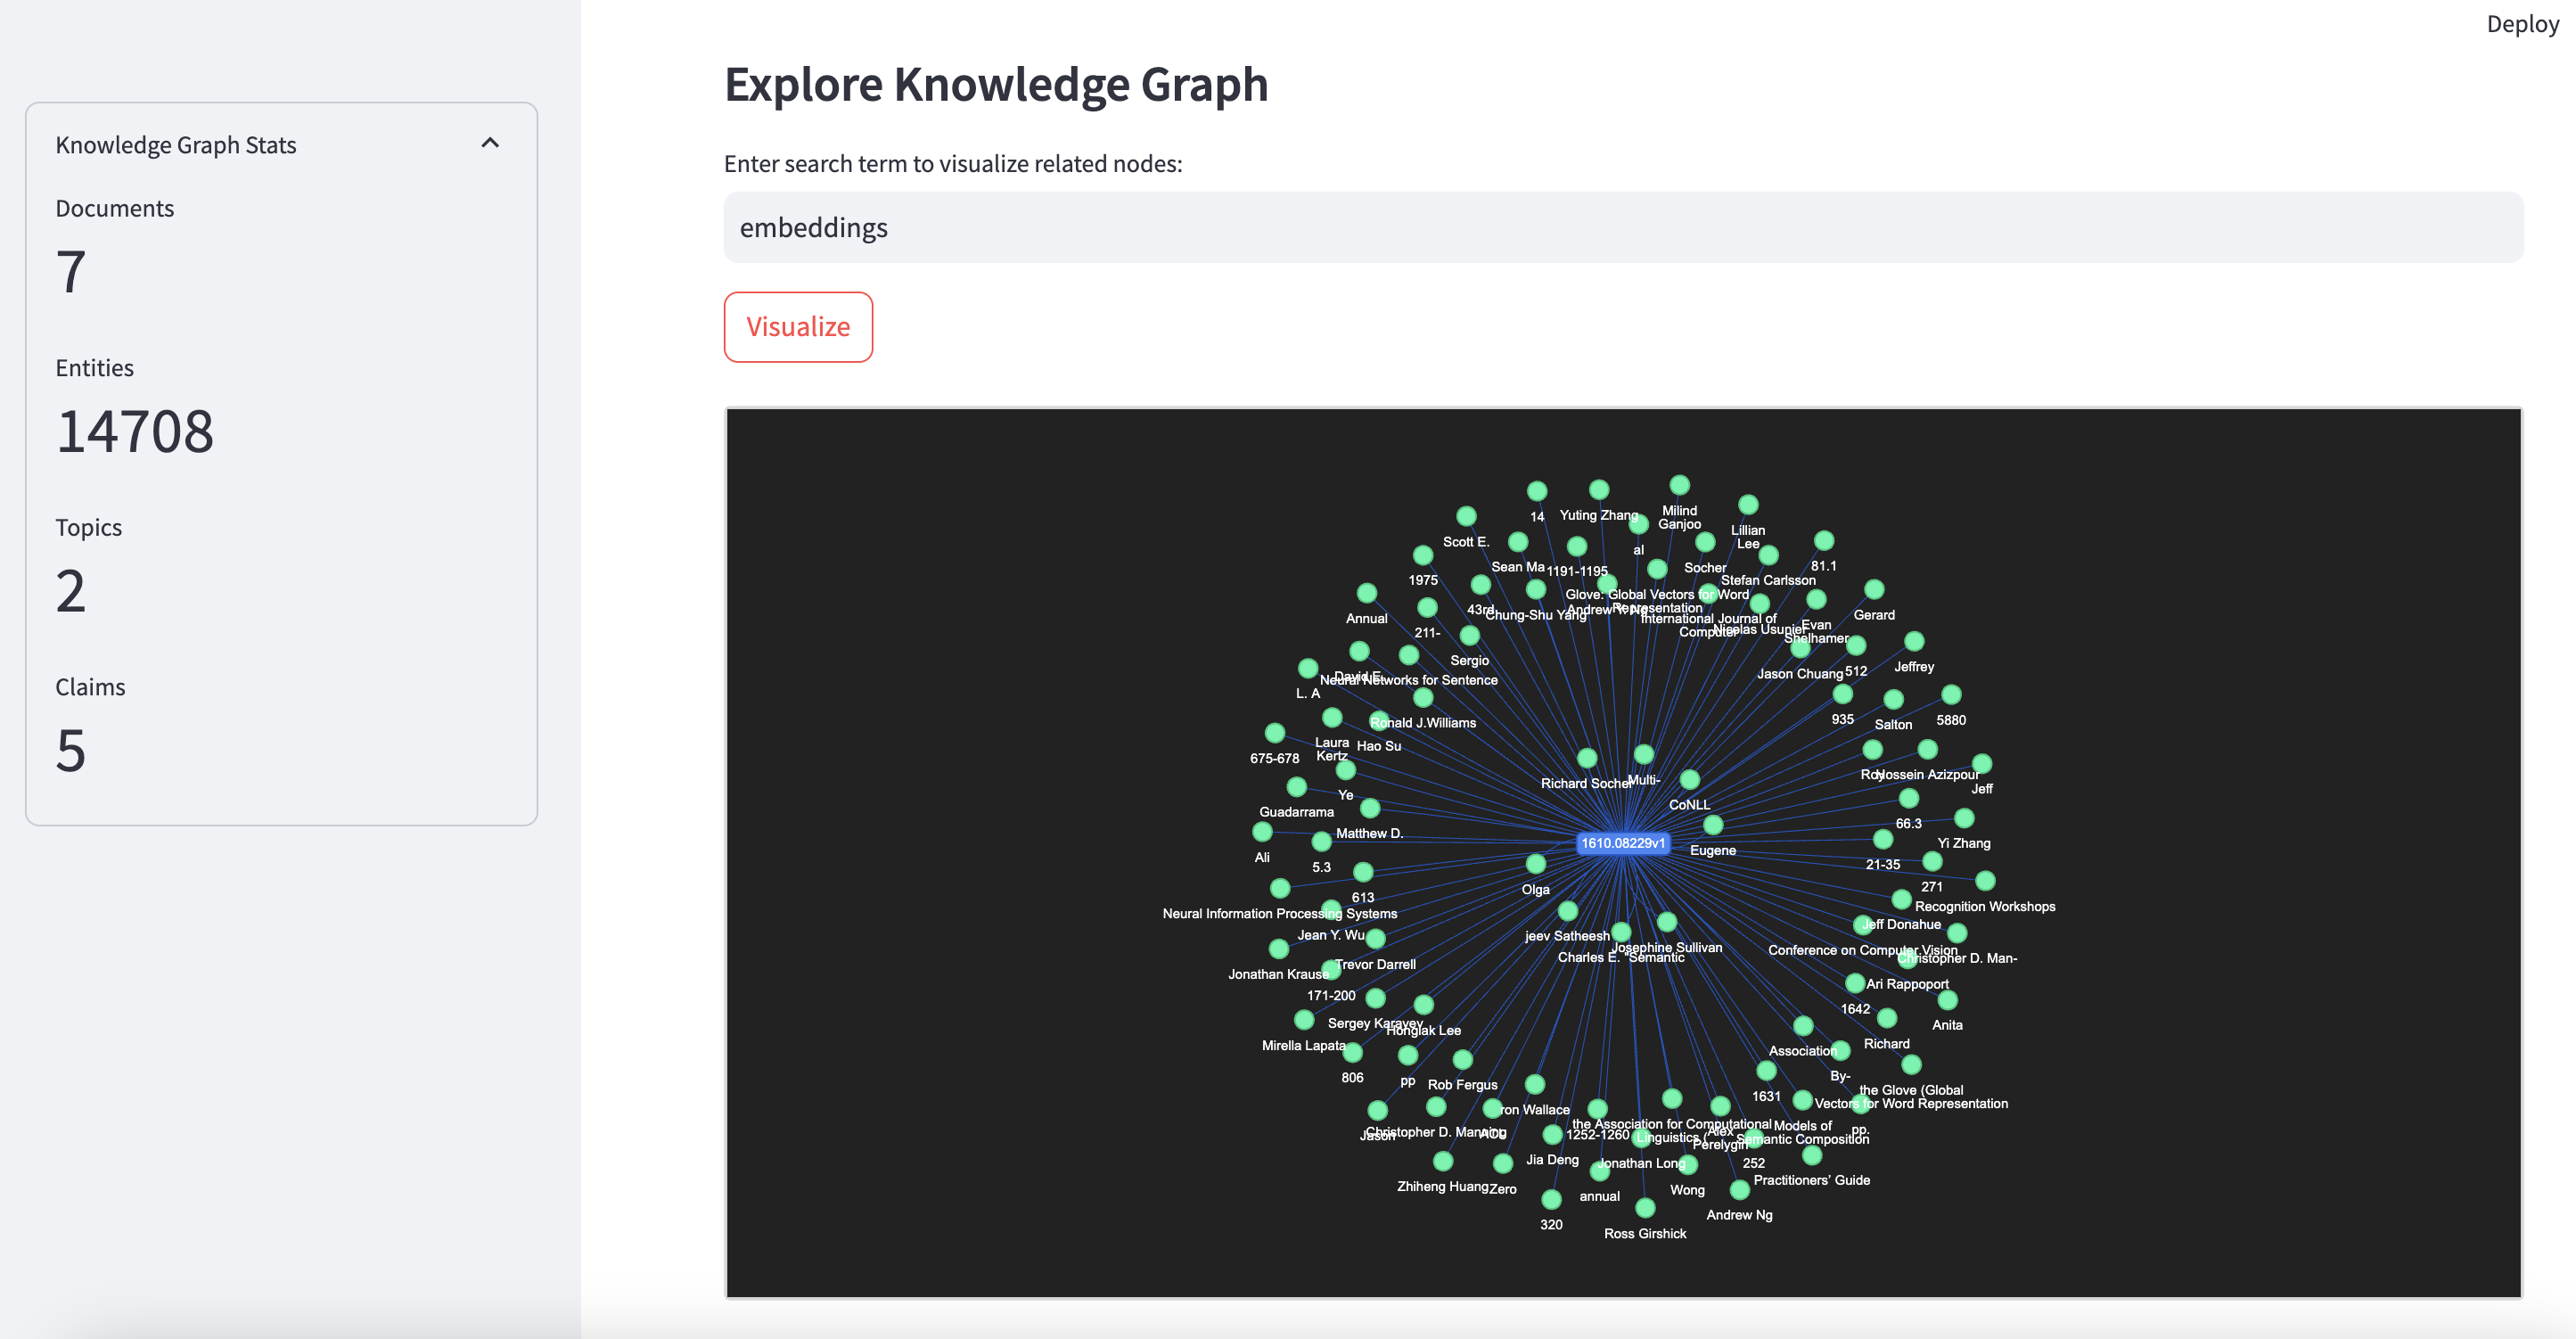 Deploy
Knowledge Graph Stats
Documents
7
Entities
14708
Topics
2
Claims
5
Explore Knowledge Graph
Enter search term to visualize related nodes:
embeddings
Visualize
14
Yuting Zhang
Milind
Ganjoo
Lillian
Lee
Scott E.
al
1975
Sean Ma
1191-1195
Socher
Stefan Carlsson
81.1
Annual
211-
43rd
Chung-Shu Yang
Andrew Y. Ng
Glove: Global Vectors for Word
Representation
International Journal of
Computer
Nicolas Usunier
Evan
Shelhamer
Gerard
Sergio
L. A
David E.
Neural Networks for Sentence
Jason Chuang
512
Jeffrey
Ronald J.Williams
935
Salton
5880
675-678
Laura
Kertz
Hao Su
Richard Socher
Multi-
Roy
Hossein Azizpour
Jeff
Guadarrama
Ye
CoNLL
Matthew D.
66.3
Ali
5.3
1610.08229v1
Eugene
Yi Zhang
21-35
Olga
613
271
Neural Information Processing Systems
Recognition Workshops
Jean Y. Wu
jeev Satheesh
Josephine Sullivan
Jeff Donahue
Charles E.
"Semantic
Conference on Computer Vision
Christopher D. Man-
Jonathan Krause
Trevor Darrell
171-200
Ari Rappoport
1642
Sergey Karayev
Honglak Lee
Anita
Mirella Lapata
Association
Richard
806
pp
Rob Fergus
By-
1631
the Glove (Global
Vectors for Word Representation
Jason
Christopher D. Manning
ACL
ron Wallace
1252-1260
the Association for Computational
Linguistics (
Alex
Perelygin
Models of
Semantic Composition
pp.
Jia Deng
Jonathan Long
252
Zhiheng Huang
Zero
annual
Wong
Practitioners' Guide
320
Ross Girshick
Andrew Ng